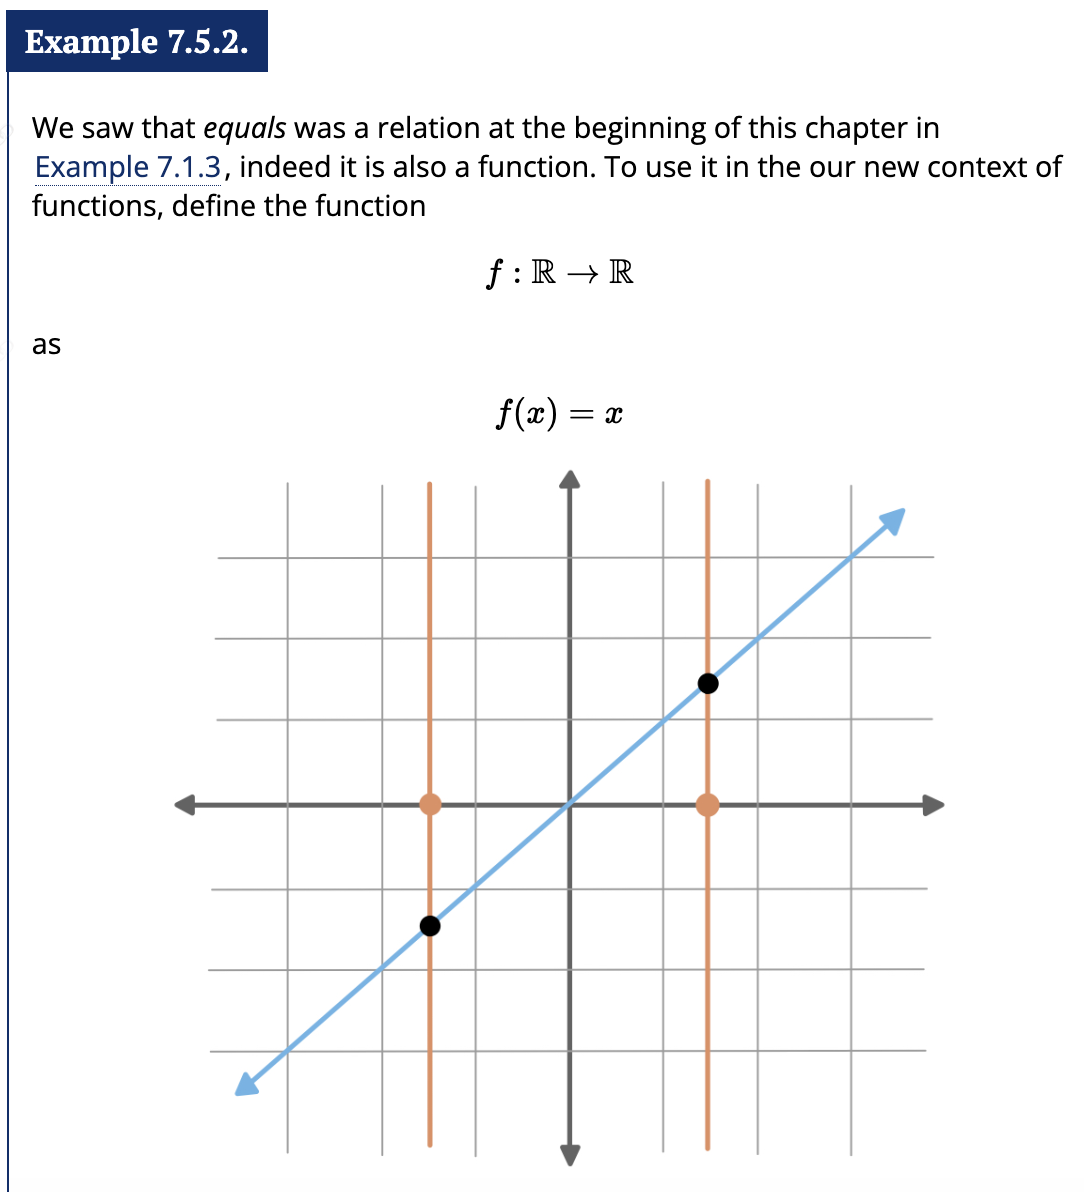 Example 7.5.2.
We saw that equals was a relation at the beginning of this chapter in
Example 7.1.3, indeed it is also a function. To use it in the our new context of
functions, define the function
f : ℝ → ℝ
as
f(x) = x